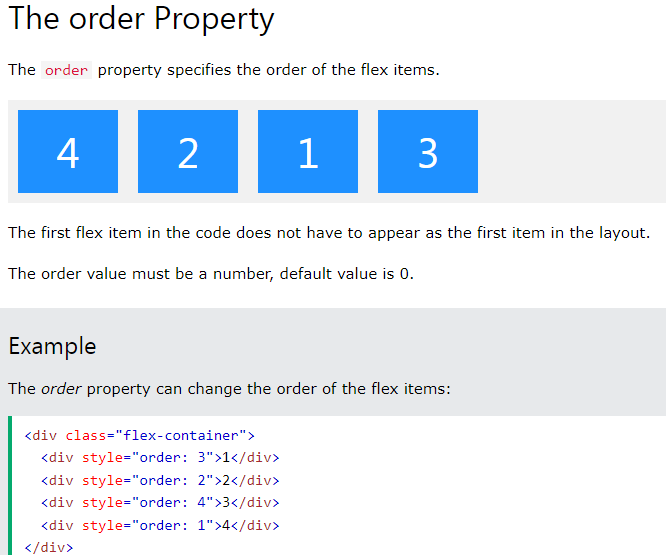 The order Property
The order property specifies the order of the flex items.
4 2 1 3
The first flex item in the code does not have to appear as the first item in the layout.
The order value must be a number, default value is 0.
Example
The order property can change the order of the flex items:
<div class="flex-container">
  <div style="order: 3">1</div>
  <div style="order: 2">2</div>
  <div style="order: 4">3</div>
  <div style="order: 1">4</div>
</div>